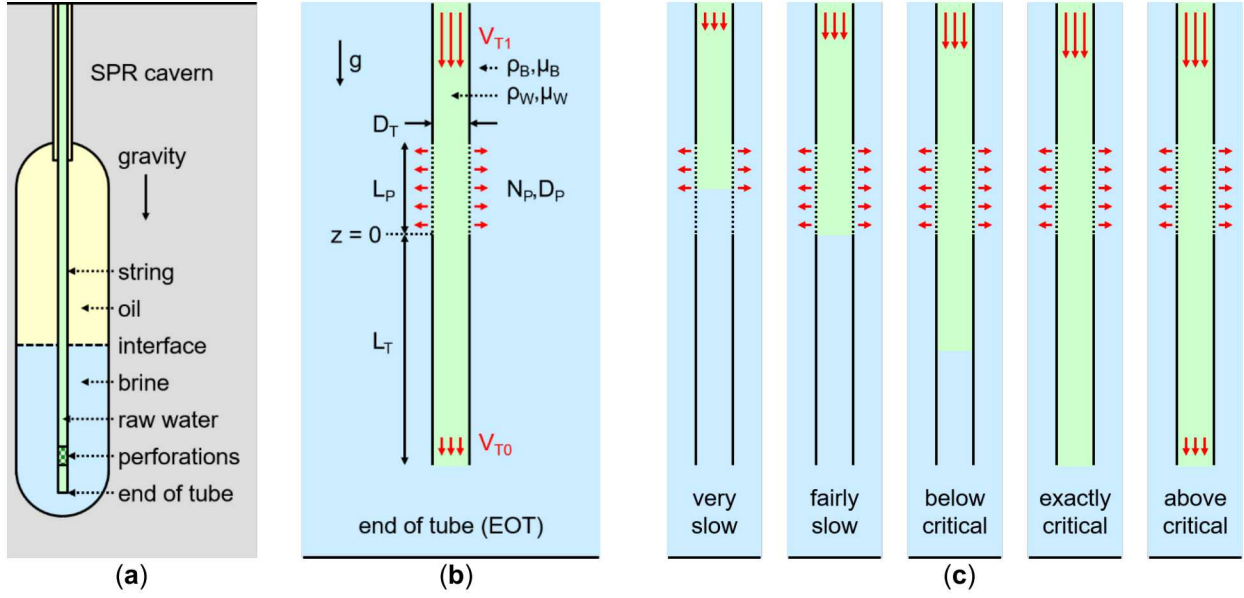 SPR cavern
gravity
string
oil
interface
brine
raw water
perforations
end of tube
(a)
g
V_T1
ρ_B,μ_B
ρ_W,μ_W
D_T
L_P
N_P,D_P
z = 0
L_T
V_T0
end of tube (EOT)
(b)
very
slow
fairly
slow
below
critical
exactly
critical
above
critical
(c)